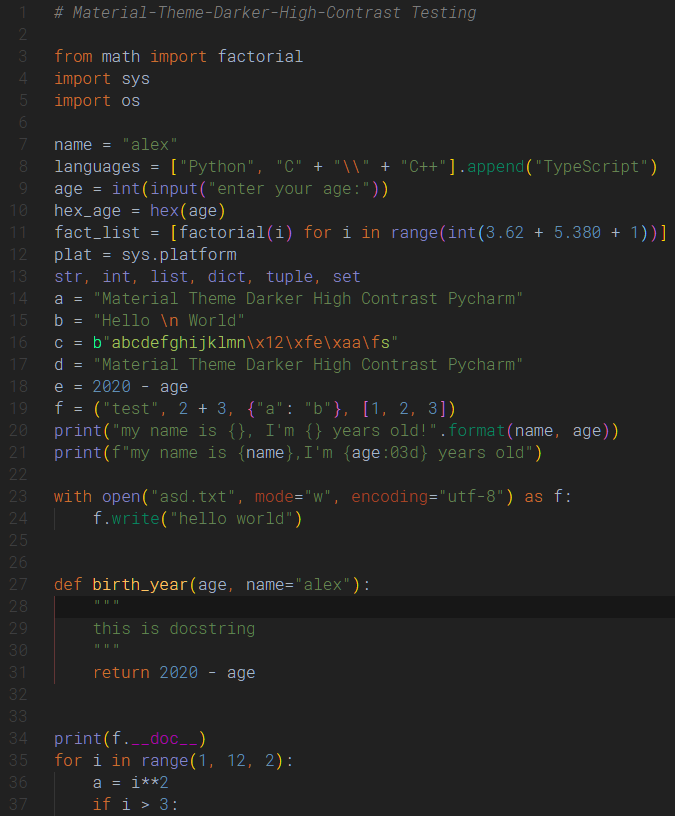 1 # Material-Theme-Darker-High-Contrast Testing
2
3 from math import factorial
4 import sys
5 import os
6
7 name = "alex"
8 languages = ["Python", "C" + "\\" + "C++"].append("TypeScript")
9 age = int(input("enter your age:"))
10 hex_age = hex(age)
11 fact_list = [factorial(i) for i in range(int(3.62 + 5.380 + 1))]
12 plat = sys.platform
13 str, int, list, dict, tuple, set
14 a = "Material Theme Darker High Contrast Pycharm"
15 b = "Hello \n World"
16 c = b"abcdefghijklmn\x12\xfe\xaa\fs"
17 d = "Material Theme Darker High Contrast Pycharm"
18 e = 2020 - age
19 f = ("test", 2 + 3, {"a": "b"}, [1, 2, 3])
20 print("my name is {}, I'm {} years old!".format(name, age))
21 print(f"my name is {name},I'm {age:03d} years old")
22
23 with open("asd.txt", mode="w", encoding="utf-8") as f:
24     f.write("hello world")
25
26
27 def birth_year(age, name="alex"):
28     """
29     this is docstring
30     """
31     return 2020 - age
32
33
34 print(f.__doc__)
35 for i in range(1, 12, 2):
36     a = i**2
37     if i > 3: